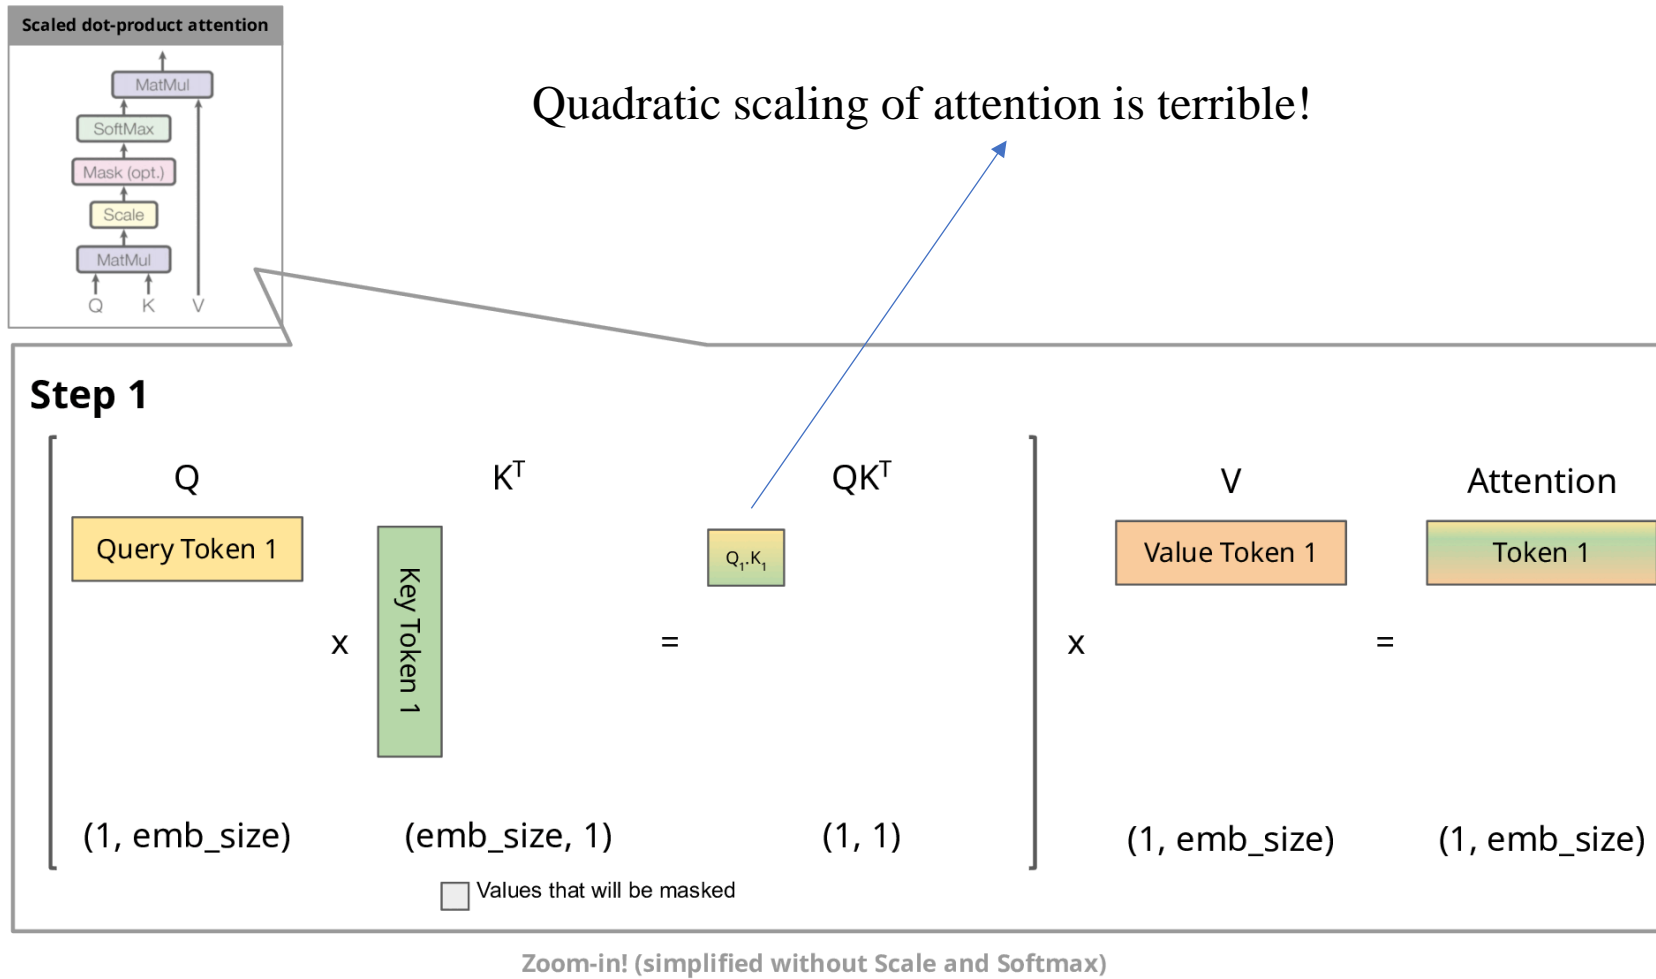 Scaled dot-product attention
Quadratic scaling of attention is terrible!
MatMul
SoftMax
Mask (opt.)
Scale
MatMul
Q K V
Step 1
Q K^T QK^T V Attention
Query Token 1
Key Token 1
Q₁.K₁
Value Token 1
Token 1
x = x =
(1, emb_size) (emb_size, 1) (1, 1) (1, emb_size) (1, emb_size)
Values that will be masked
Zoom-in! (simplified without Scale and Softmax)